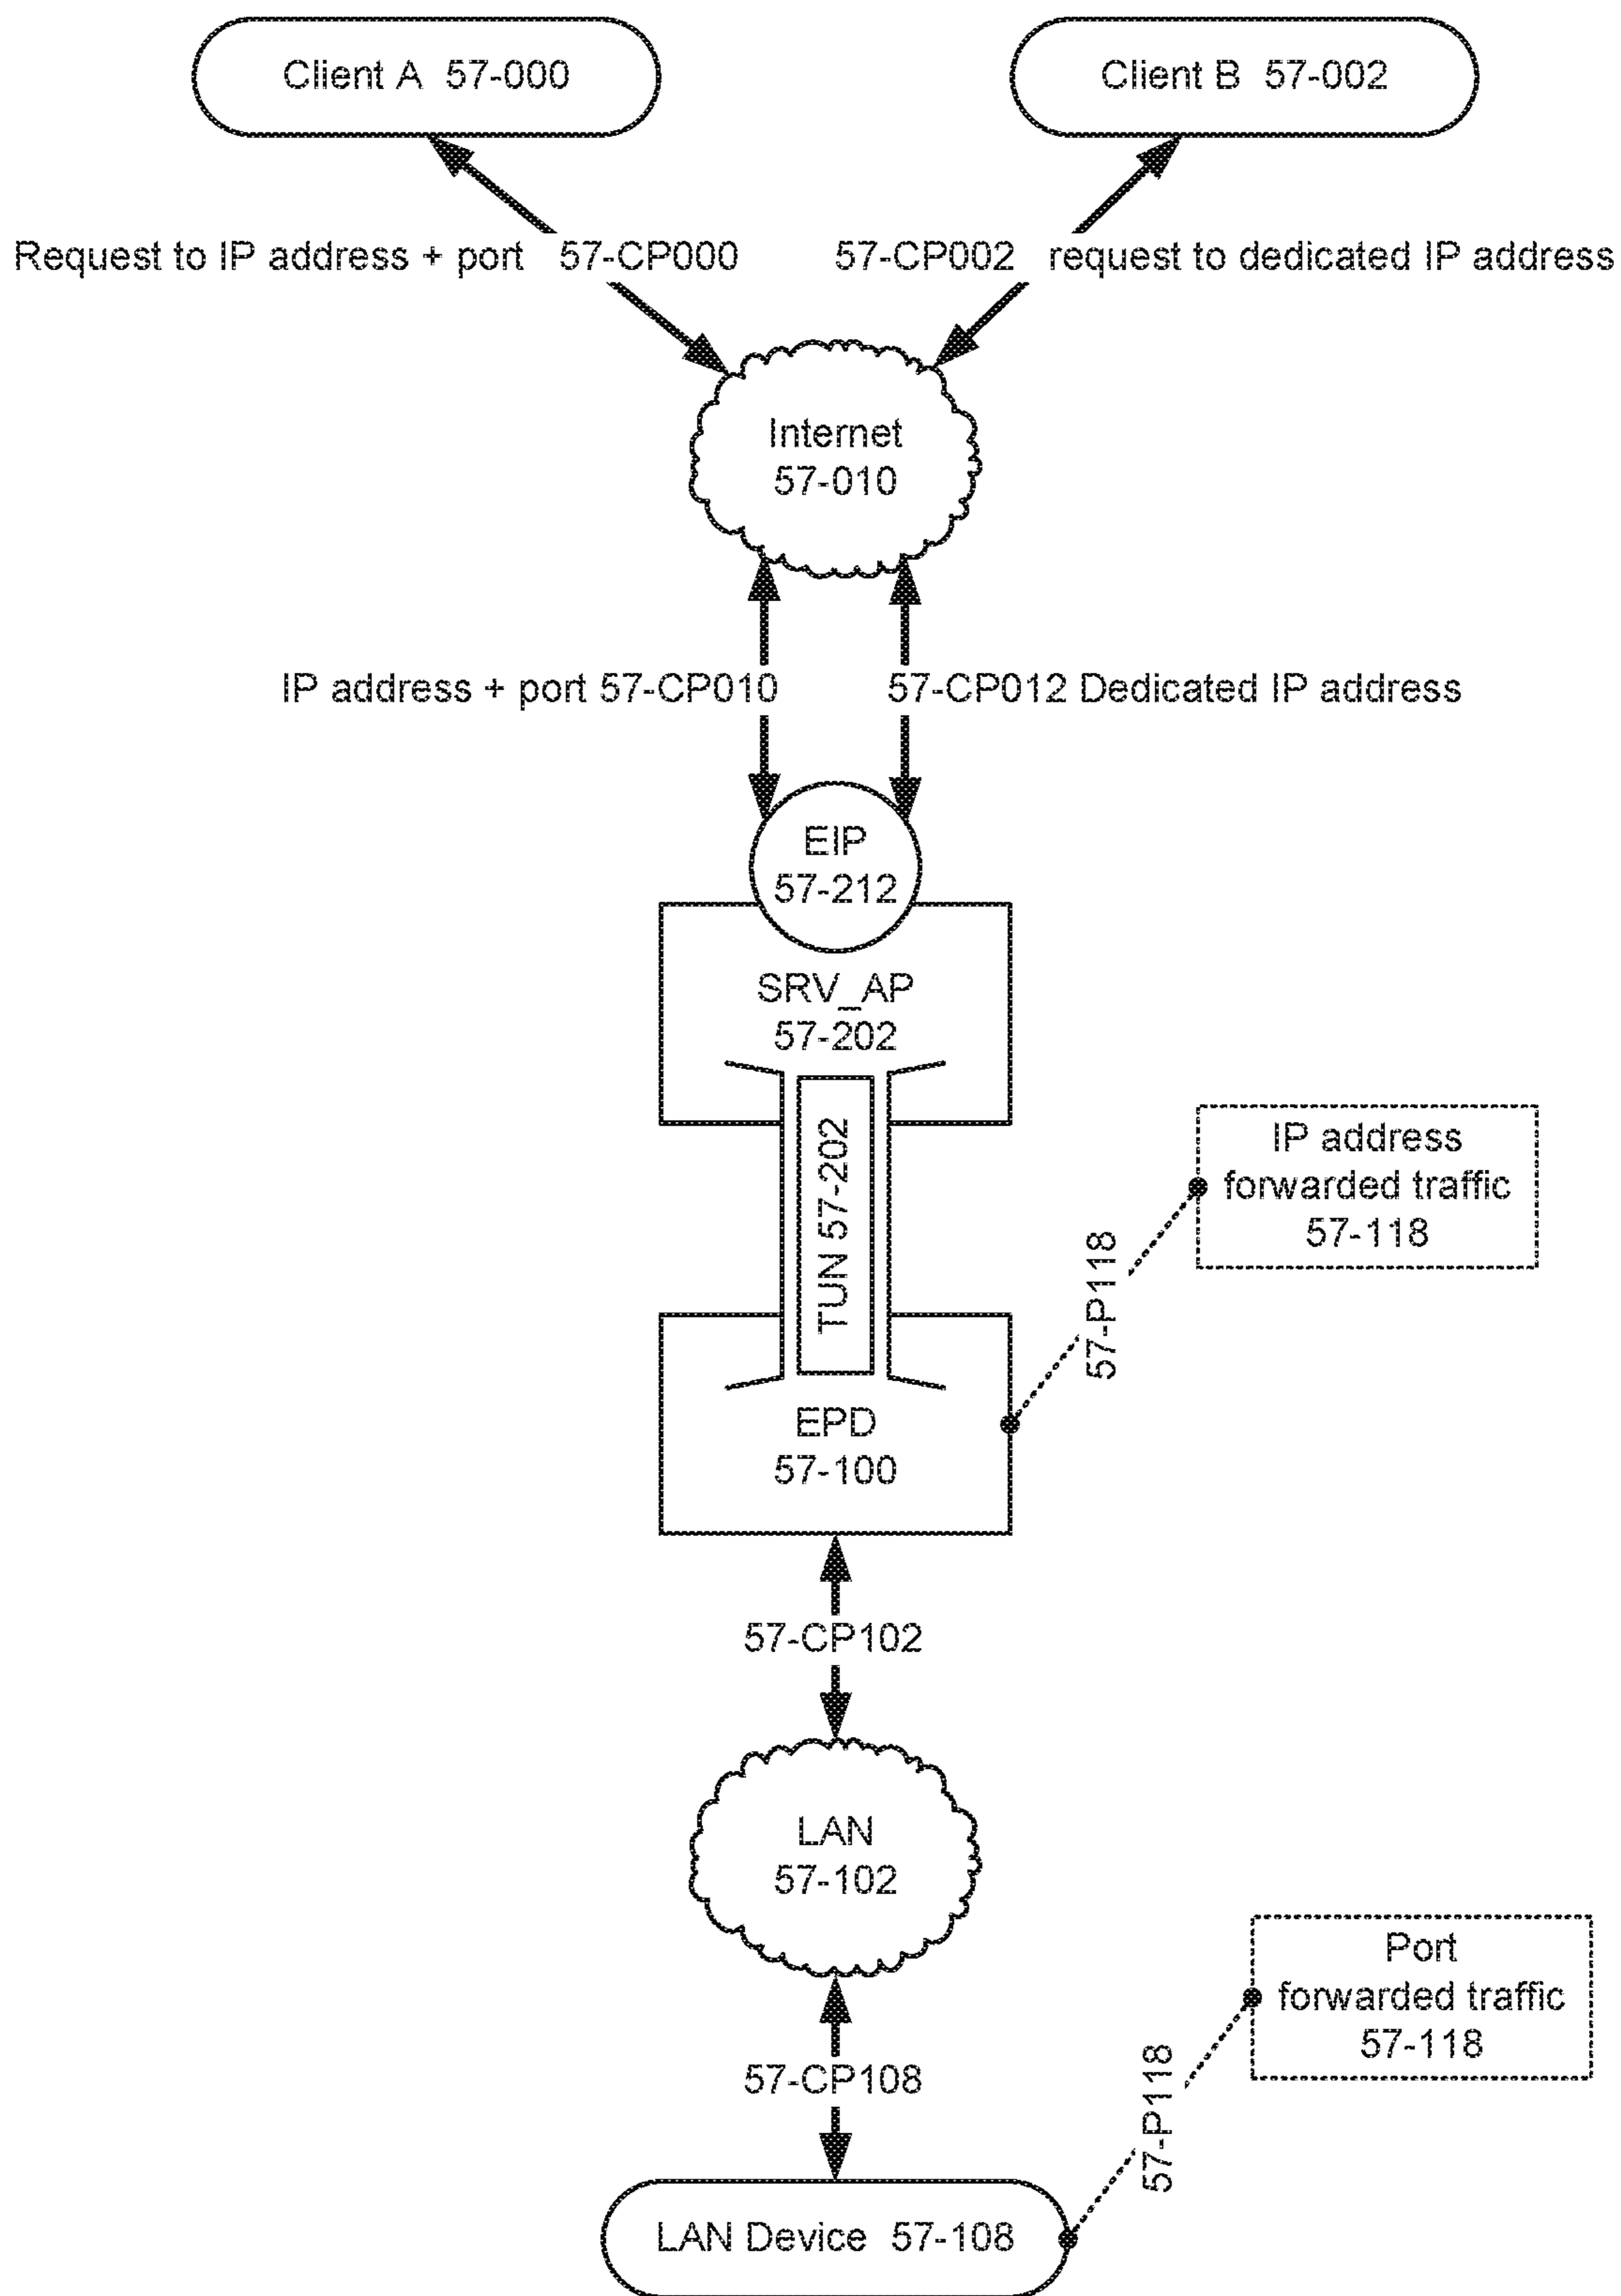 Client A 57-000
Client B 57-002
Request to IP address + port 57-CP000
57-CP002 request to dedicated IP address
Internet
57-010
IP address + port 57-CP010
57-CP012 Dedicated IP address
EIP
57-212
SRV_AP
57-202
TUN 57-202
IP address
forwarded traffic
57-118
57-P118
EPD
57-100
57-CP102
LAN
57-102
Port
forwarded traffic
57-118
57-P118
57-CP108
LAN Device 57-108